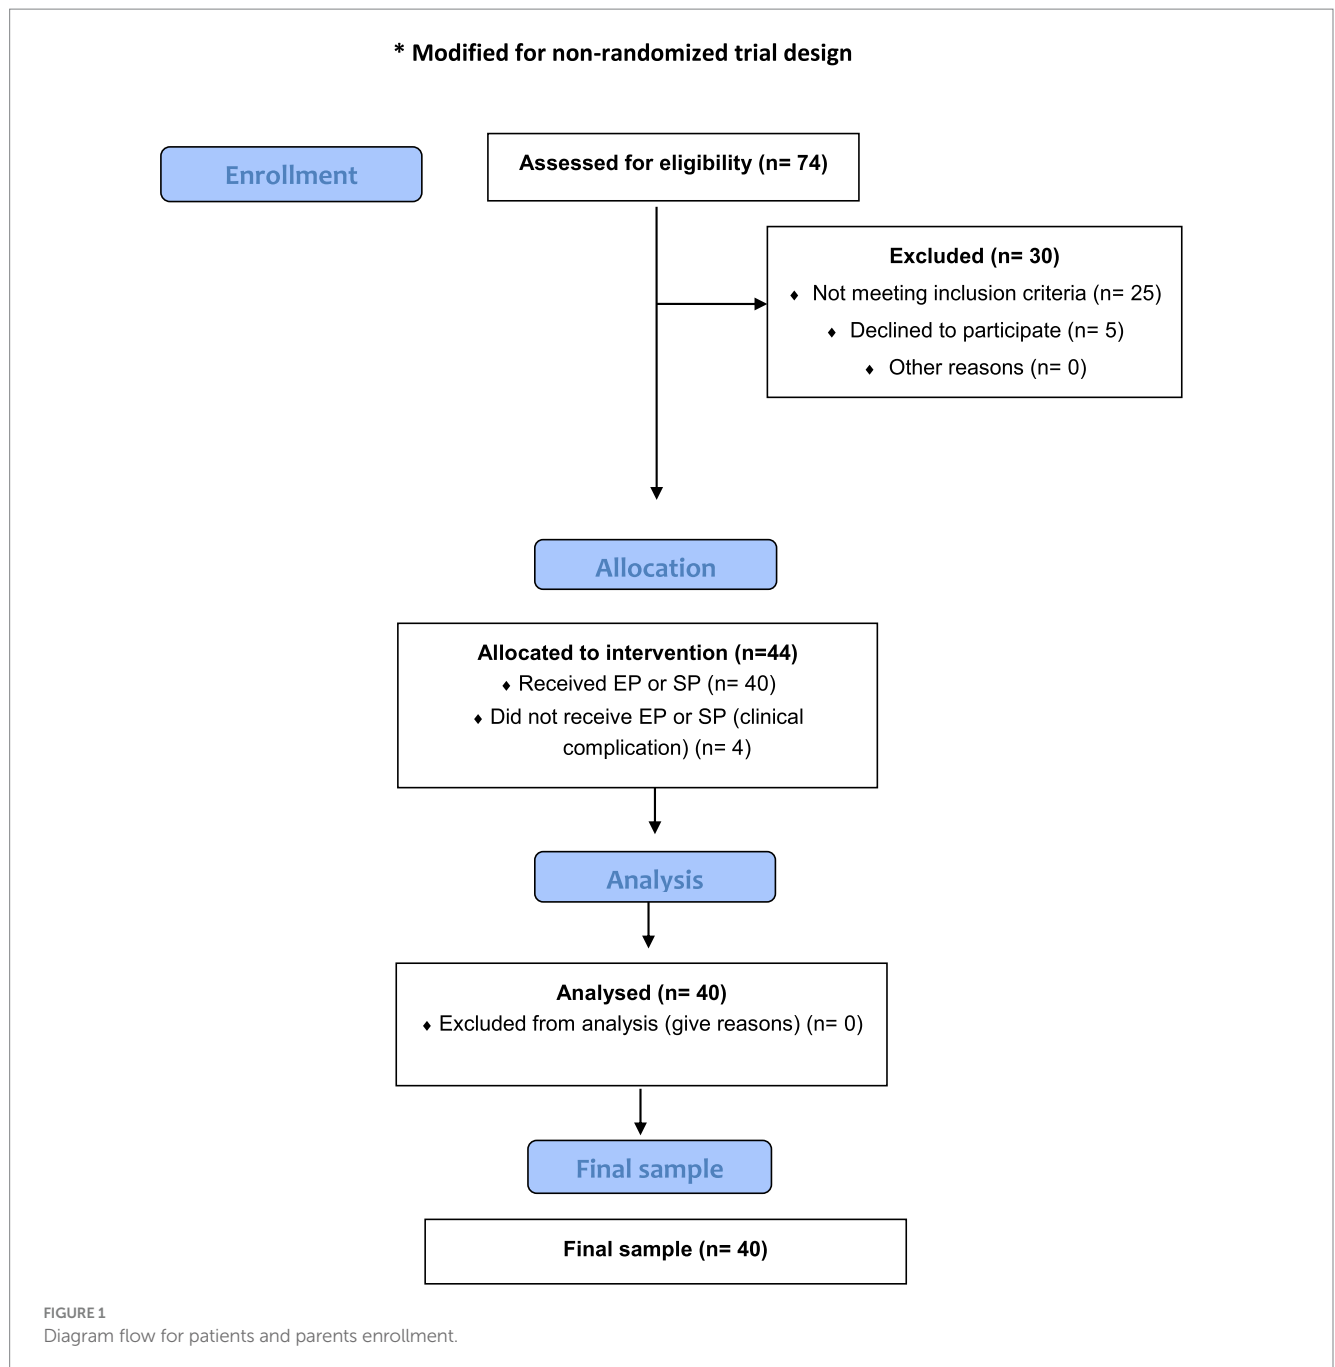 * Modified for non-randomized trial design
Enrollment
Assessed for eligibility (n= 74)
Excluded (n= 30)
♦ Not meeting inclusion criteria (n= 25)
♦ Declined to participate (n= 5)
♦ Other reasons (n= 0)
Allocation
Allocated to intervention (n=44)
♦ Received EP or SP (n= 40)
♦ Did not receive EP or SP (clinical
complication) (n= 4)
Analysis
Analysed (n= 40)
♦ Excluded from analysis (give reasons) (n= 0)
Final sample
Final sample (n= 40)
FIGURE 1
Diagram flow for patients and parents enrollment.